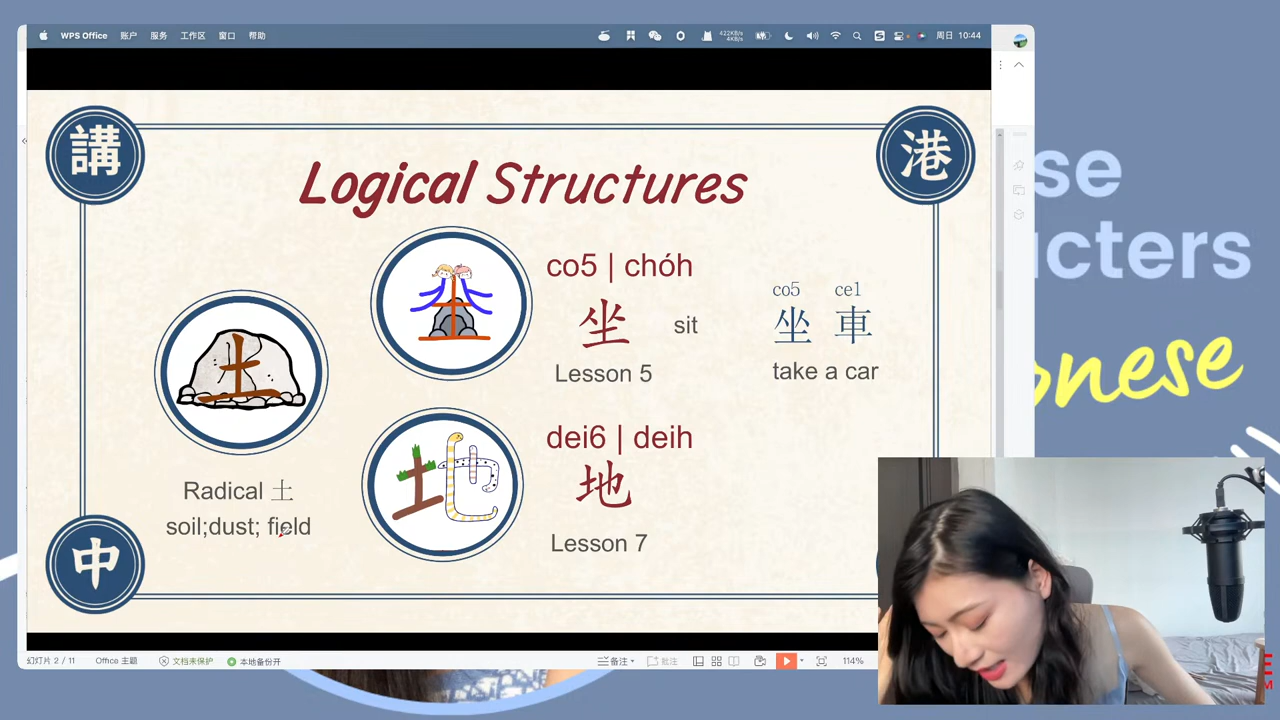 WPS Office 账户 服务 工作区 窗口 帮助
422KB/s
4KB/s
周日 10:44
講
港
Logical Structures
co5 | chóh
坐
sit
Lesson 5
co5 ce1
坐 車
take a car
土
Radical 土
soil;dust; field
dei6 | deih
地
Lesson 7
中
幻灯片 2 / 11 Office 主题 文档未保护 本地备份开 备注 批注 114%
se
cters
nese